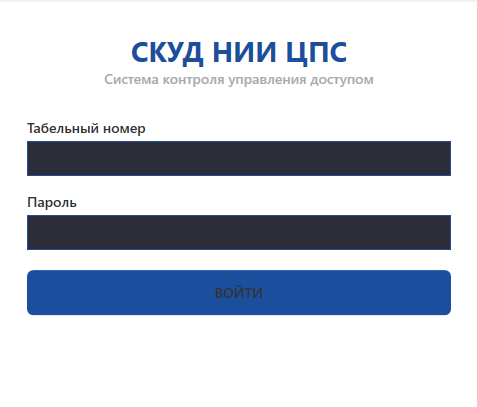 СКУД НИИ ЦПС
Система контроля управления доступом
Табельный номер
Пароль
ВОЙТИ